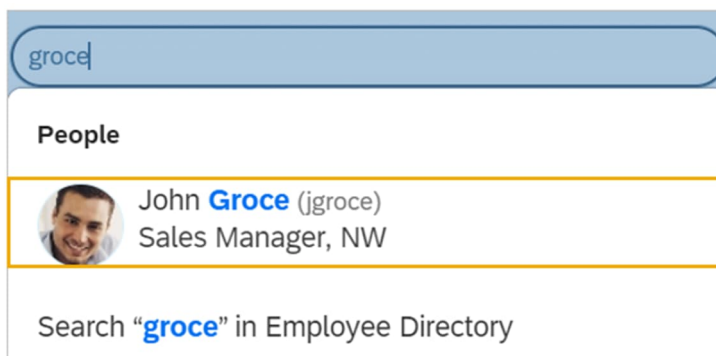 groce
People
John Groce (jgroce)
Sales Manager, NW
Search “groce” in Employee Directory